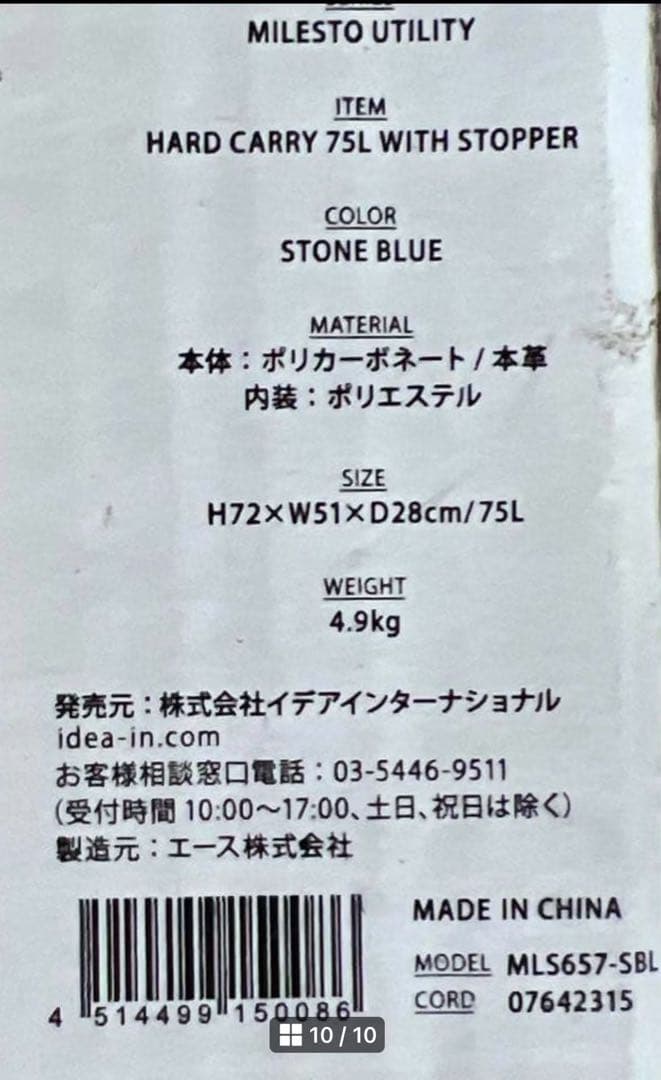 MILESTO UTILITY
ITEM
HARD CARRY 75L WITH STOPPER
COLOR
STONE BLUE
MATERIAL
本体：ポリカーボネート / 本革
内装：ポリエステル
SIZE
H72×W51×D28cm/75L
WEIGHT
4.9kg
発売元：株式会社イデアインターナショナル
idea-in.com
お客様相談窓口電話：03-5446-9511
(受付時間 10:00〜17:00、土日、祝日は除く)
製造元：エース株式会社
MADE IN CHINA
MODEL MLS657-SBL
CORD 07642315
4 514499 150086
10 / 10